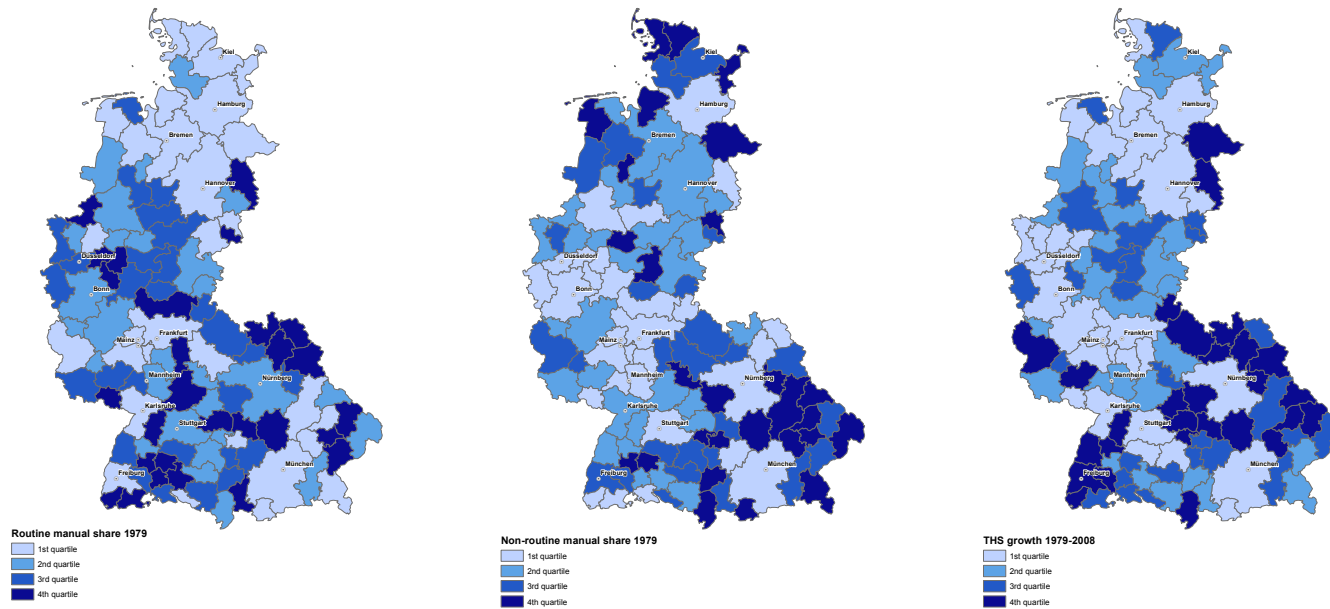 Kiel
Hamburg
Bremen
Hannover
Düsseldorf
Bonn
Frankfurt
Mainz
Mannheim
Nürnberg
Karlsruhe
Stuttgart
München
Freiburg
Routine manual share 1979
1st quartile
2nd quartile
3rd quartile
4th quartile
Kiel
Hamburg
Bremen
Hannover
Düsseldorf
Bonn
Frankfurt
Mainz
Mannheim
Nürnberg
Karlsruhe
Stuttgart
München
Freiburg
Non-routine manual share 1979
1st quartile
2nd quartile
3rd quartile
4th quartile
Kiel
Hamburg
Bremen
Hannover
Düsseldorf
Bonn
Frankfurt
Mainz
Mannheim
Nürnberg
Karlsruhe
Stuttgart
München
Freiburg
THS growth 1979-2008
1st quartile
2nd quartile
3rd quartile
4th quartile